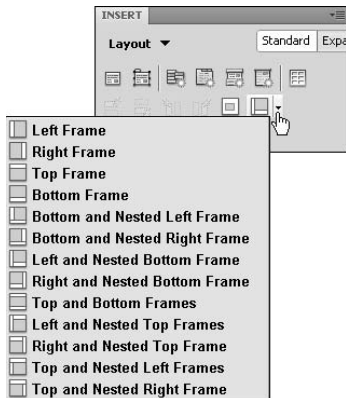 INSERT
Layout
Standard Expa
Left Frame
Right Frame
Top Frame
Bottom Frame
Bottom and Nested Left Frame
Bottom and Nested Right Frame
Left and Nested Bottom Frame
Right and Nested Bottom Frame
Top and Bottom Frames
Left and Nested Top Frames
Right and Nested Top Frame
Top and Nested Left Frames
Top and Nested Right Frame